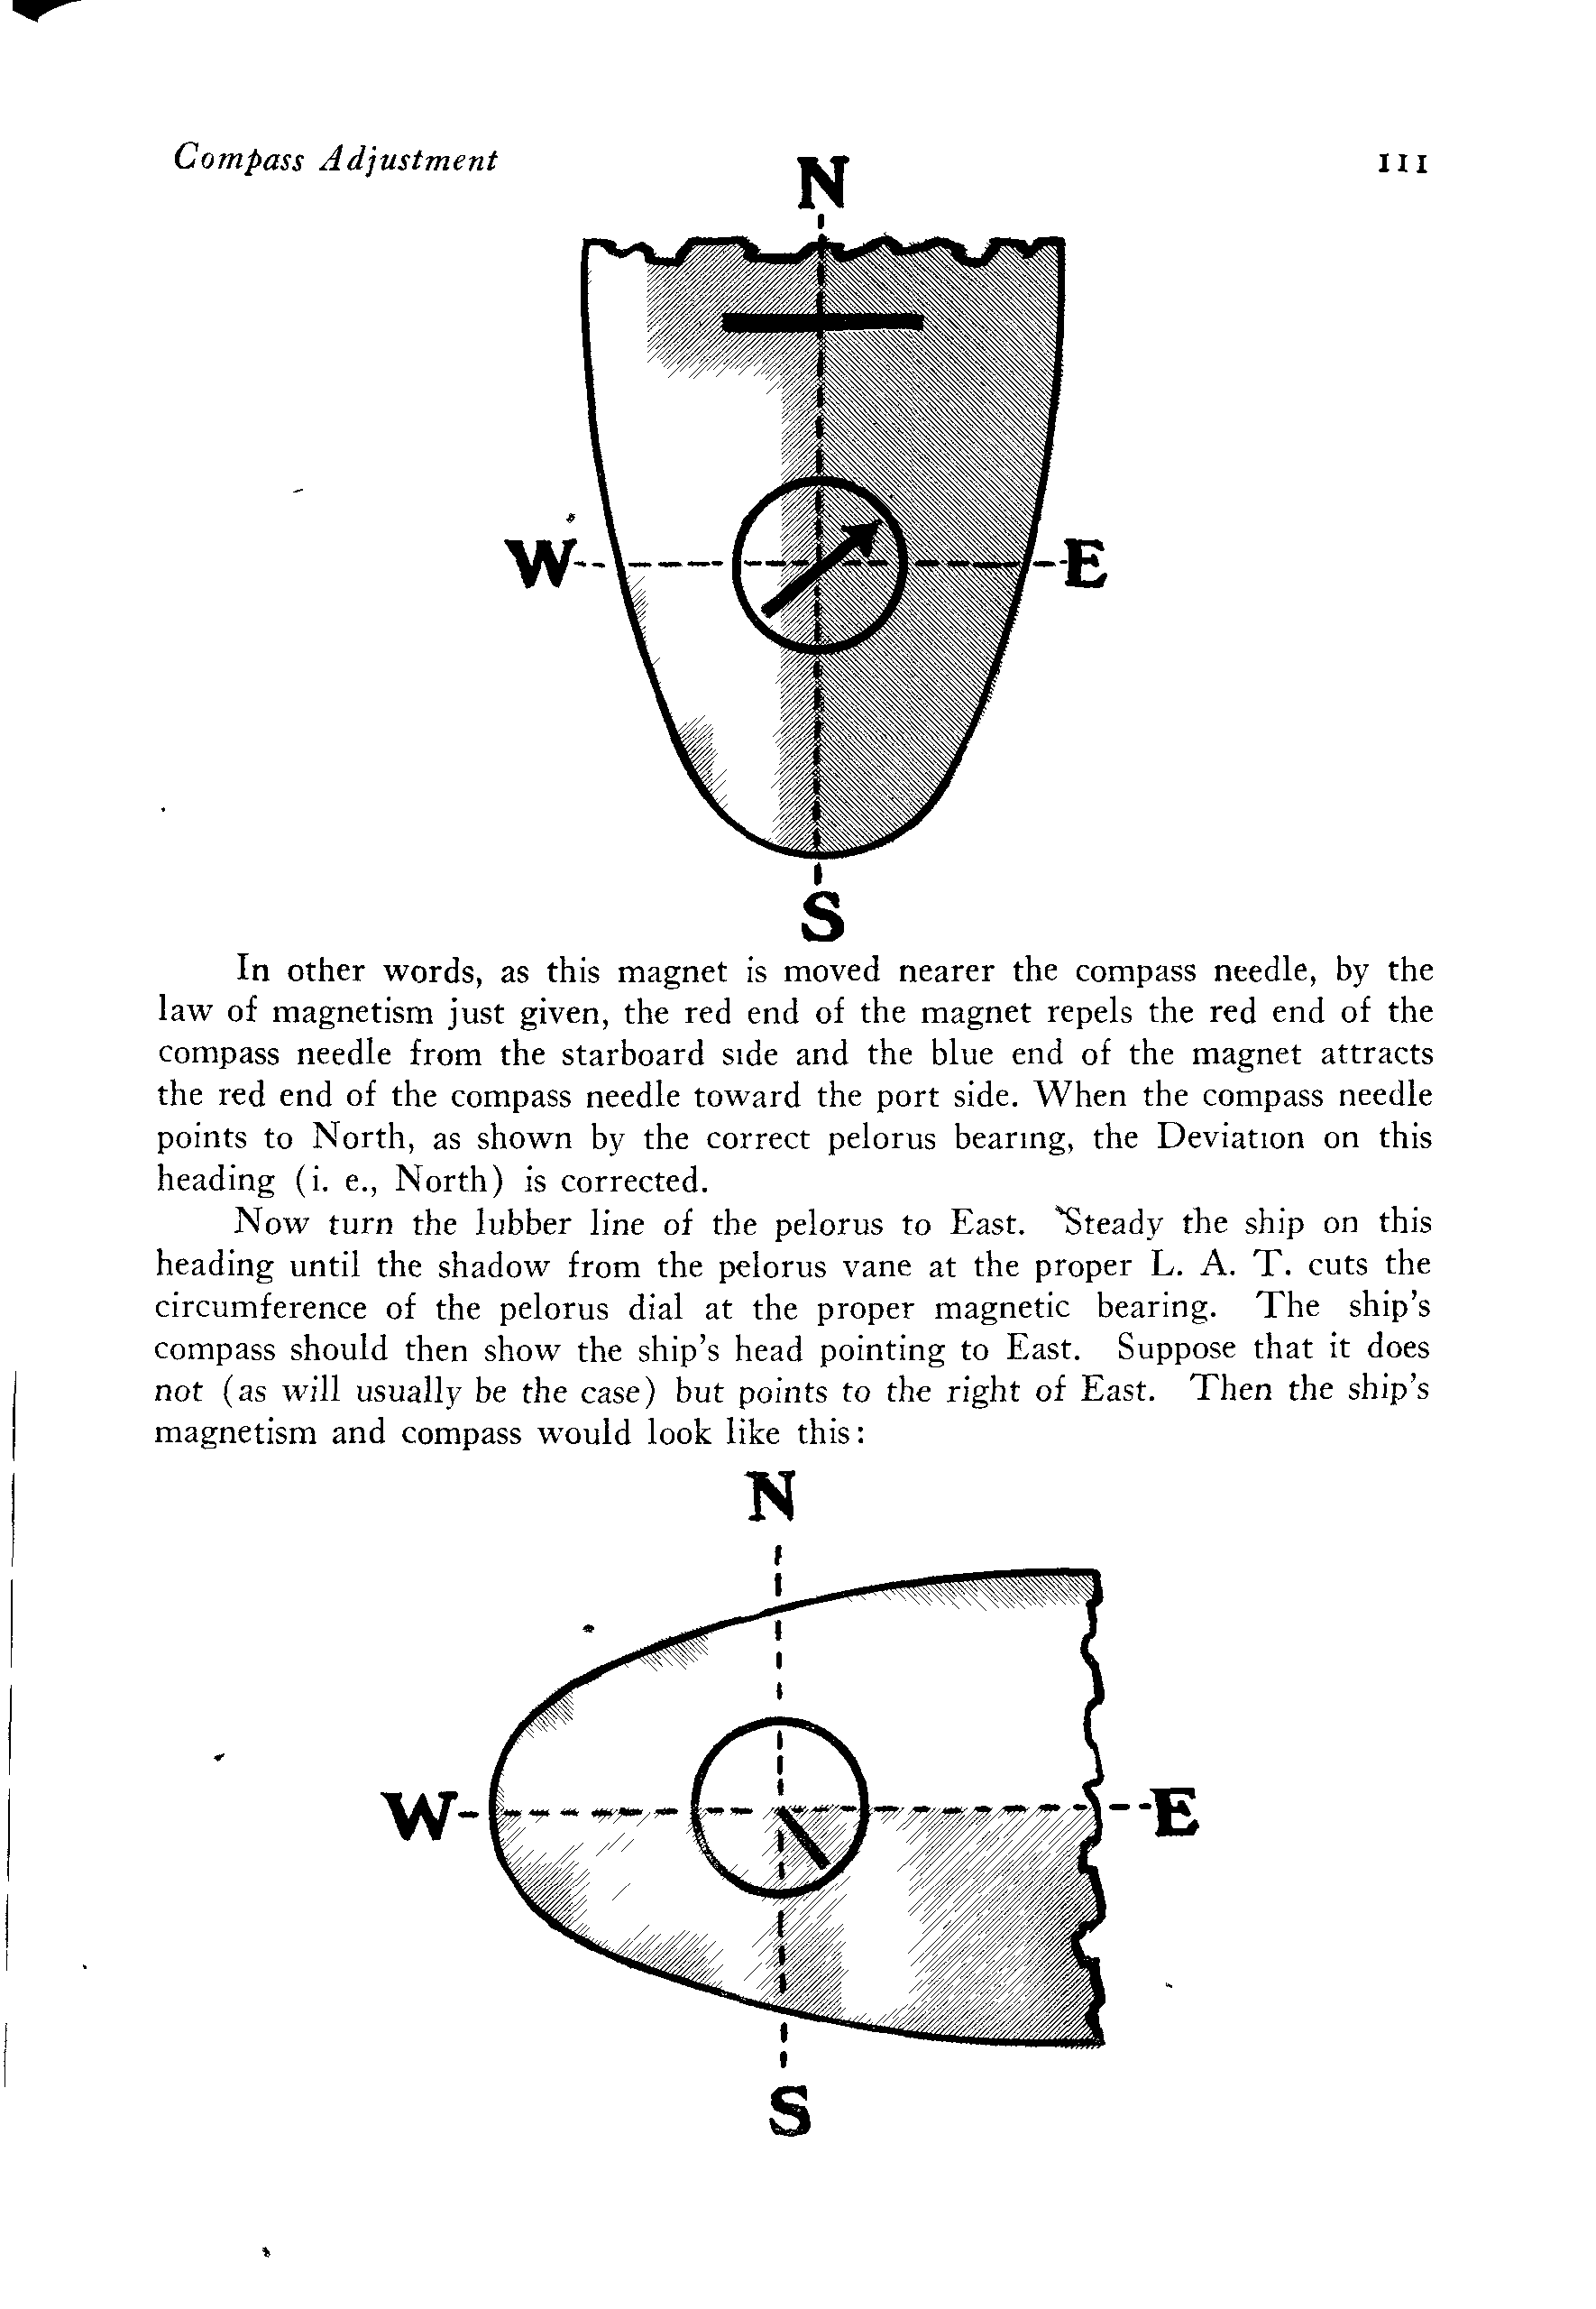 Compass Adjustment 111
N
W E
S
In other words, as this magnet is moved nearer the compass needle, by the
law of magnetism just given, the red end of the magnet repels the red end of the
compass needle from the starboard side and the blue end of the magnet attracts
the red end of the compass needle toward the port side. When the compass needle
points to North, as shown by the correct pelorus bearing, the Deviation on this
heading (i. e., North) is corrected.
Now turn the lubber line of the pelorus to East. Steady the ship on this
heading until the shadow from the pelorus vane at the proper L. A. T. cuts the
circumference of the pelorus dial at the proper magnetic bearing. The ship's
compass should then show the ship's head pointing to East. Suppose that it does
not (as will usually be the case) but points to the right of East. Then the ship's
magnetism and compass would look like this:
N
W E
S